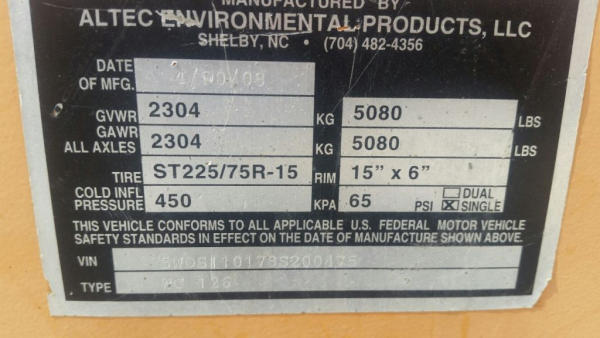 MANUFACTURED BY
ALTEC ENVIRONMENTAL PRODUCTS, LLC
SHELBY, NC • (704) 482-4356
DATE OF MFG.
GVWR 2304 KG 5080 LBS
GAWR ALL AXLES 2304 KG 5080 LBS
TIRE ST225/75R-15 RIM 15" x 6"
COLD INFL PRESSURE 450 KPA 65 PSI DUAL
☒ SINGLE
THIS VEHICLE CONFORMS TO ALL APPLICABLE U.S. FEDERAL MOTOR VEHICLE
SAFETY STANDARDS IN EFFECT ON THE DATE OF MANUFACTURE SHOWN ABOVE.
VIN
TYPE